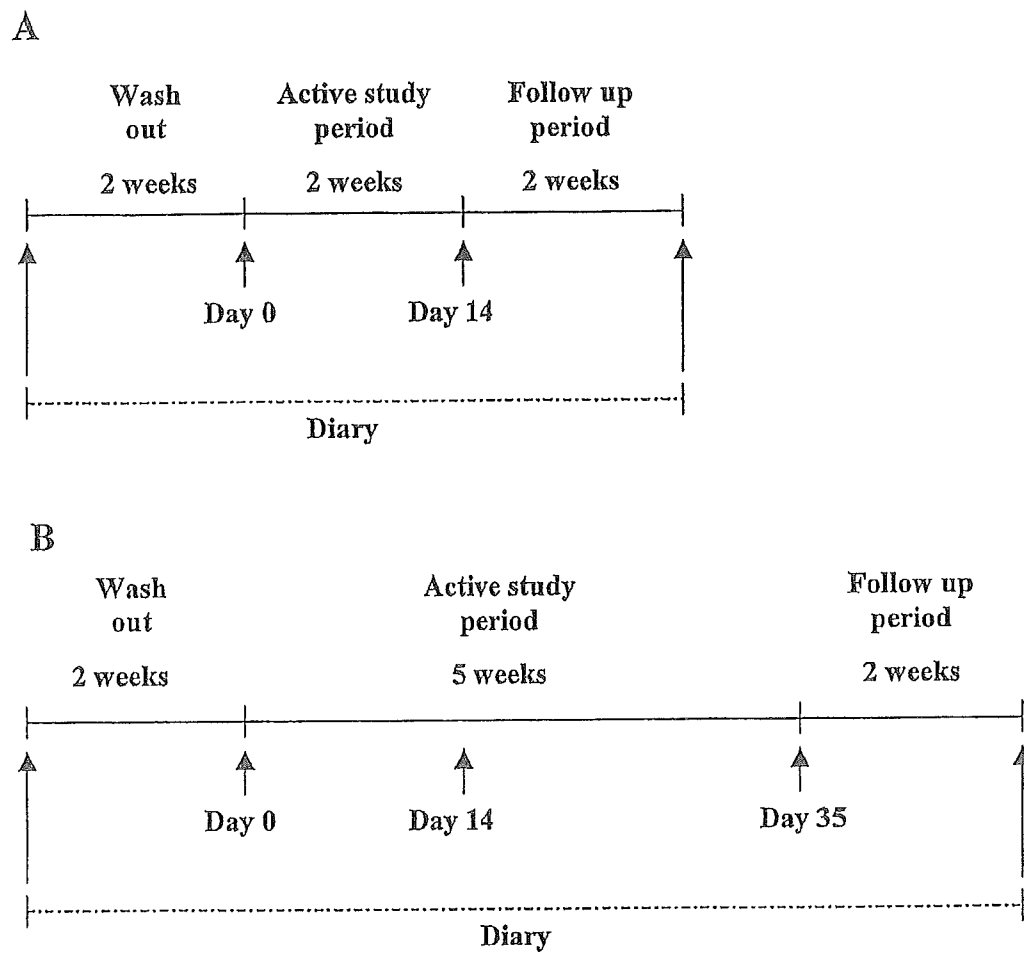 A
Wash
out
Active study
period
Follow up
period
2 weeks
2 weeks
2 weeks
Day 0
Day 14
Diary
B
Wash
out
Active study
period
Follow up
period
2 weeks
5 weeks
2 weeks
Day 0
Day 14
Day 35
Diary